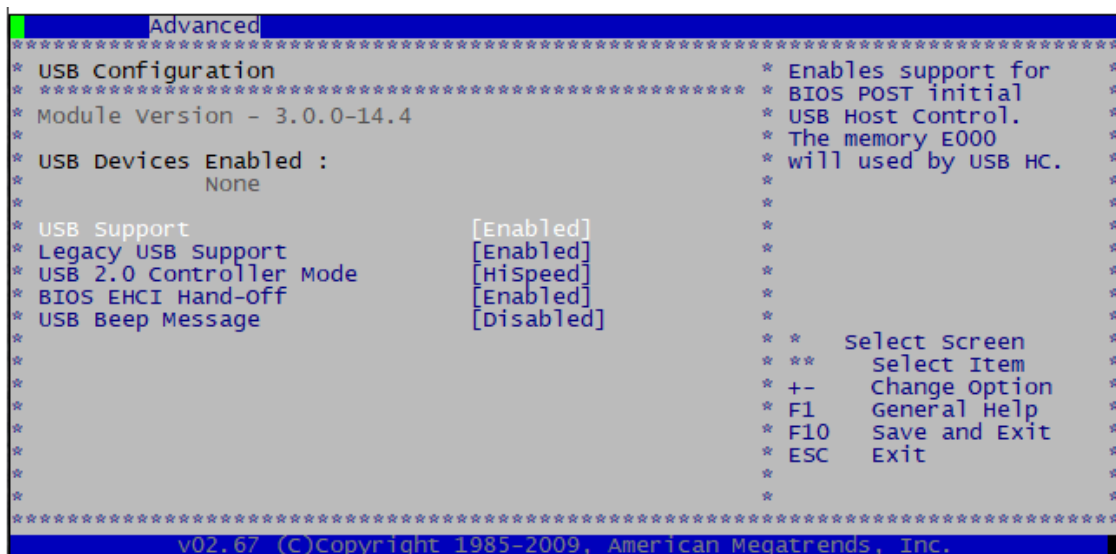 Advanced
USB Configuration
Module Version - 3.0.0-14.4
USB Devices Enabled :
None
USB Support [Enabled]
Legacy USB Support [Enabled]
USB 2.0 Controller Mode [HiSpeed]
BIOS EHCI Hand-Off [Enabled]
USB Beep Message [Disabled]
Enables support for
BIOS POST initial
USB Host Control.
The memory E000
will used by USB HC.
* Select Screen
** Select Item
+- Change Option
F1 General Help
F10 Save and Exit
ESC Exit
v02.67 (C)Copyright 1985-2009, American Megatrends, Inc.